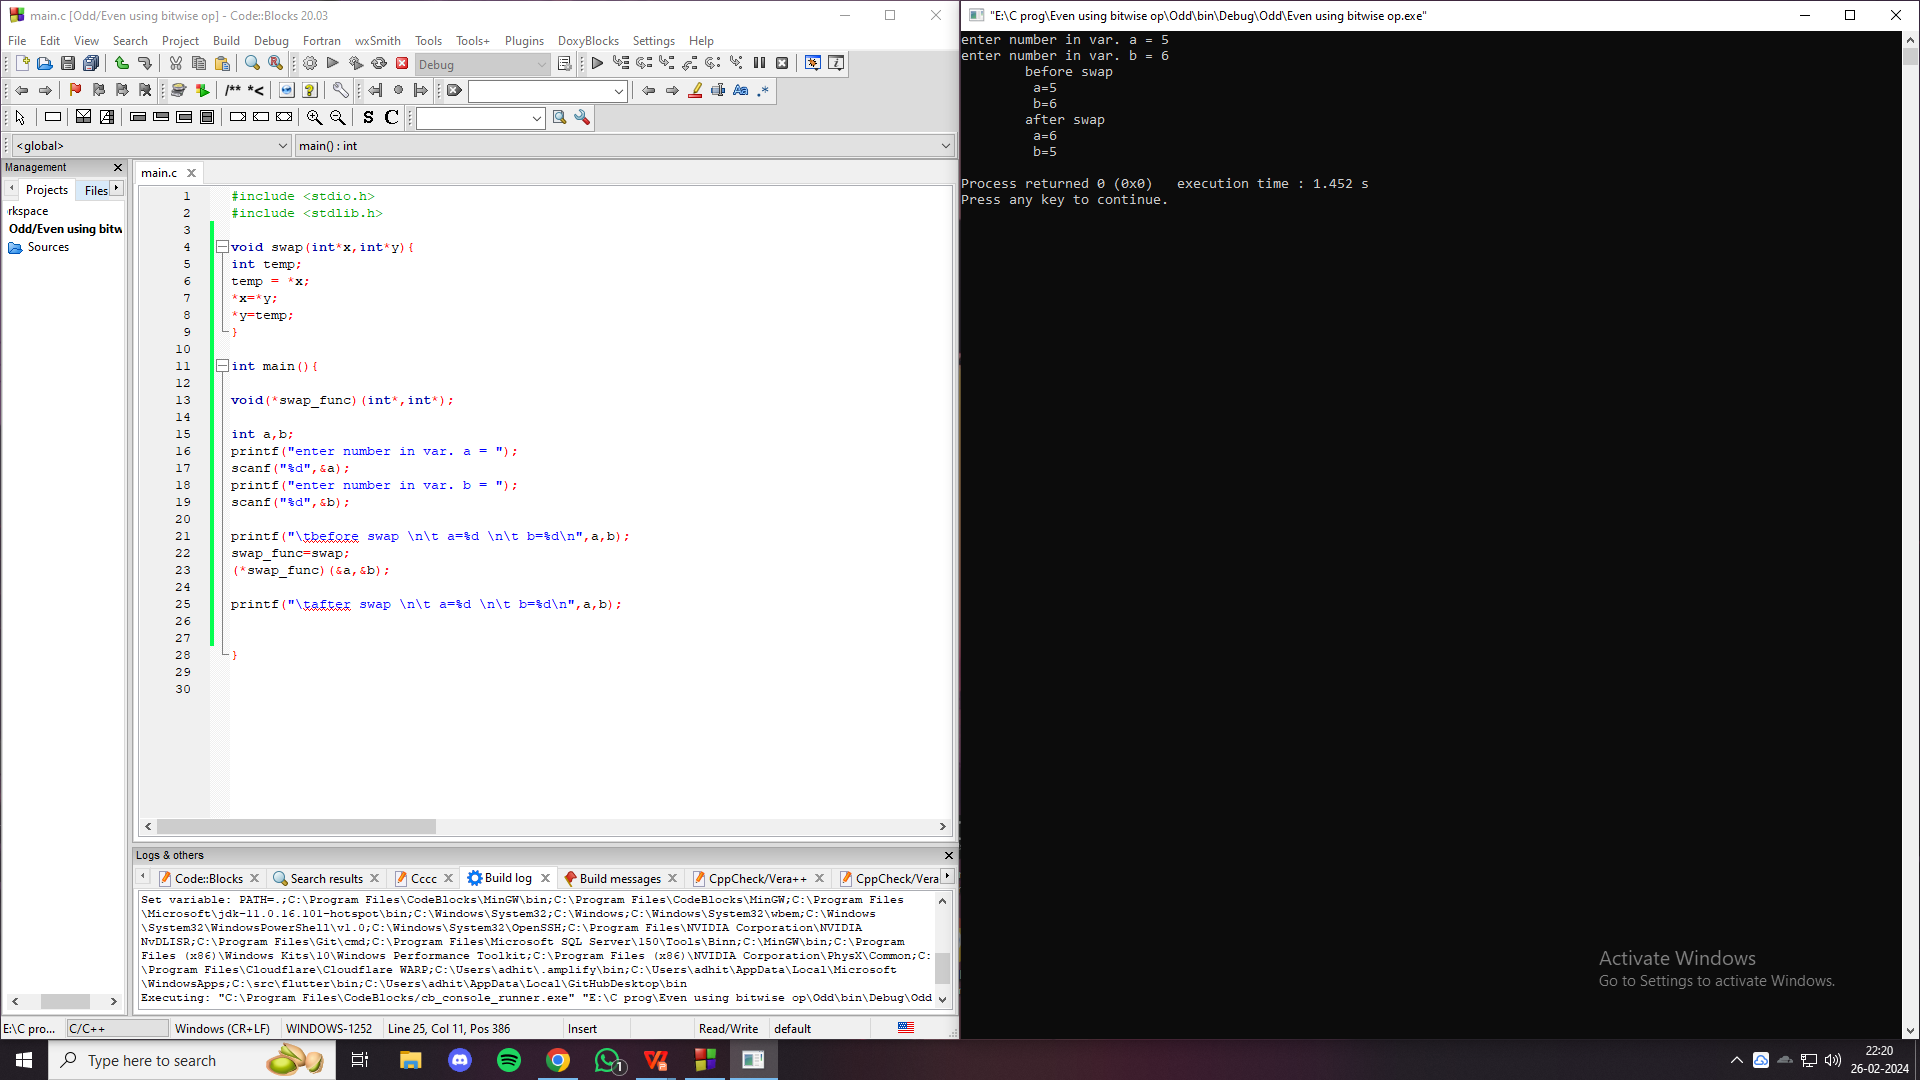 main.c [Odd/Even using bitwise op] - Code::Blocks 20.03
File Edit View Search Project Build Debug Fortran wxSmith Tools Tools+ Plugins DoxyBlocks Settings Help
Debug
/** *<
Aa .*
S C
<global>
main() : int
Management
Projects Files
rkspace
Odd/Even using bitw
Sources
main.c
1 #include <stdio.h>
2 #include <stdlib.h>
3
4 void swap(int*x,int*y){
5 int temp;
6 temp = *x;
7 *x=*y;
8 *y=temp;
9 }
10
11 int main(){
12
13 void(*swap_func)(int*,int*);
14
15 int a,b;
16 printf("enter number in var. a = ");
17 scanf("%d",&a);
18 printf("enter number in var. b = ");
19 scanf("%d",&b);
20
21 printf("\tbefore swap \n\t a=%d \n\t b=%d\n",a,b);
22 swap_func=swap;
23 (*swap_func)(&a,&b);
24
25 printf("\tafter swap \n\t a=%d \n\t b=%d\n",a,b);
26
27
28 }
29
30
Logs & others
Code::Blocks Search results Cccc Build log Build messages CppCheck/Vera++ CppCheck/Vera
Set variable: PATH=.;C:\Program Files\CodeBlocks\MinGW\bin;C:\Program Files\CodeBlocks\MinGW;C:\Program Files
\Microsoft\jdk-11.0.16.101-hotspot\bin;C:\Windows\System32;C:\Windows;C:\Windows\System32\wbem;C:\Windows
\System32\WindowsPowerShell\v1.0;C:\Windows\System32\OpenSSH;C:\Program Files\NVIDIA Corporation\NVIDIA
NvDLISR;C:\Program Files\Git\cmd;C:\Program Files\Microsoft SQL Server\150\Tools\Binn;C:\MinGW\bin;C:\Program
Files (x86)\Windows Kits\10\Windows Performance Toolkit;C:\Program Files (x86)\NVIDIA Corporation\PhysX\Common;C:
\Program Files\Cloudflare\Cloudflare WARP;C:\Users\adhit\.amplify\bin;C:\Users\adhit\AppData\Local\Microsoft
\WindowsApps;C:\src\flutter\bin;C:\Users\adhit\AppData\Local\GitHubDesktop\bin
Executing: "C:\Program Files\CodeBlocks/cb_console_runner.exe" "E:\C prog\Even using bitwise op\Odd\bin\Debug\Odd
E:\C pro... C/C++ Windows (CR+LF) WINDOWS-1252 Line 25, Col 11, Pos 386 Insert Read/Write default
"E:\C prog\Even using bitwise op\Odd\bin\Debug\Odd\Even using bitwise op.exe"
enter number in var. a = 5
enter number in var. b = 6
before swap
a=5
b=6
after swap
a=6
b=5
Process returned 0 (0x0)   execution time : 1.452 s
Press any key to continue.
Activate Windows
Go to Settings to activate Windows.
Type here to search
1
22:20
26-02-2024